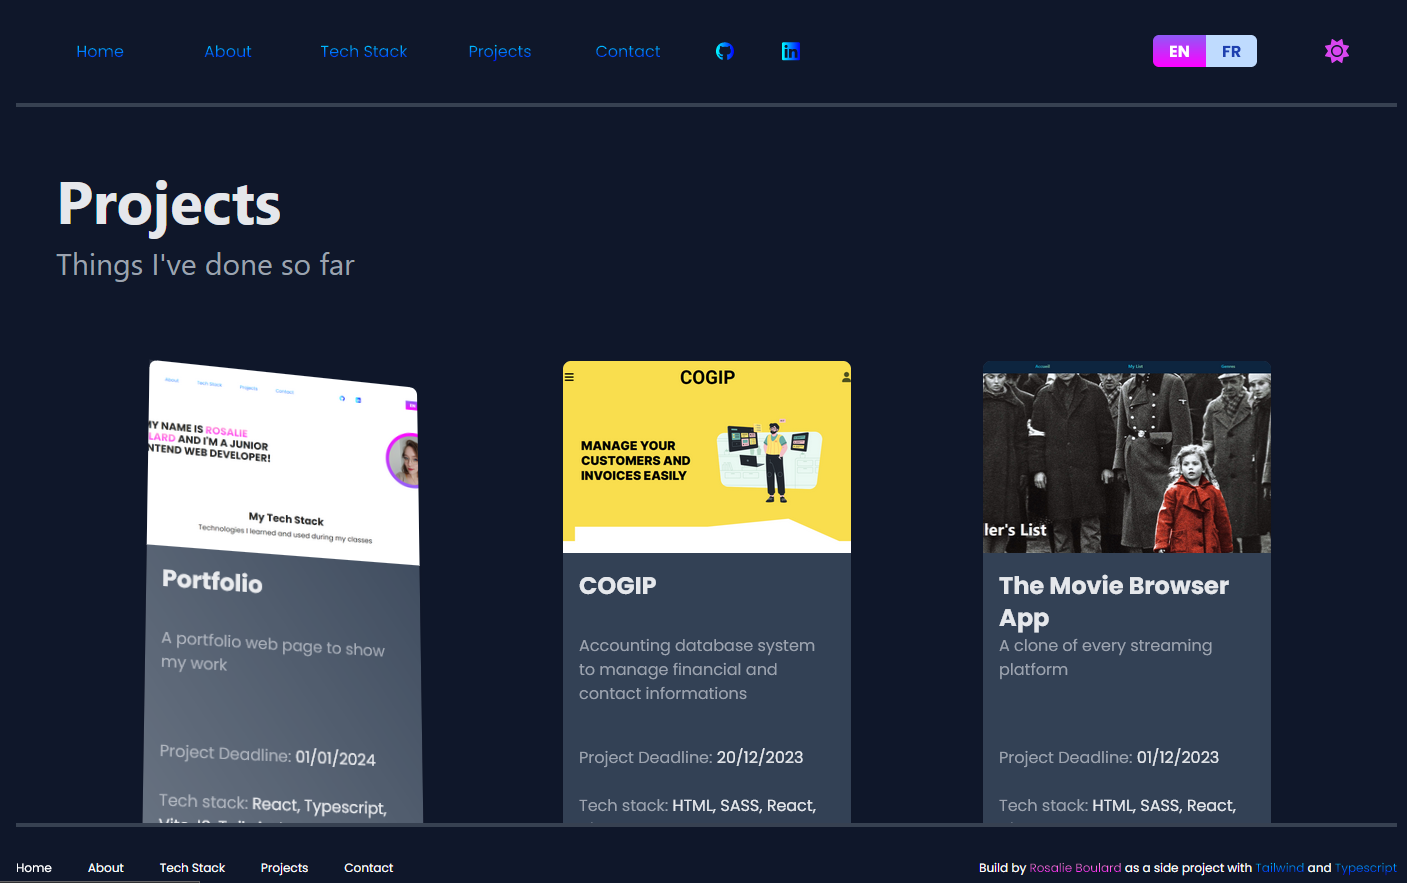 Home About Tech Stack Projects Contact EN FR
Projects
Things I've done so far
About Tech Stack Projects Contact EN
MY NAME IS ROSALIE
LARD AND I'M A JUNIOR
NTEND WEB DEVELOPER!
My Tech Stack
Technologies I learned and used during my classes
Portfolio
A portfolio web page to show
my work
Project Deadline: 01/01/2024
Tech stack: React, Typescript,
COGIP
MANAGE YOUR
CUSTOMERS AND
INVOICES EASILY
COGIP
Accounting database system
to manage financial and
contact informations
Project Deadline: 20/12/2023
Tech stack: HTML, SASS, React,
Accueil My List Genres
ler's List
The Movie Browser
App
A clone of every streaming
platform
Project Deadline: 01/12/2023
Tech stack: HTML, SASS, React,
Home About Tech Stack Projects Contact
Build by Rosalie Boulard as a side project with Tailwind and Typescript